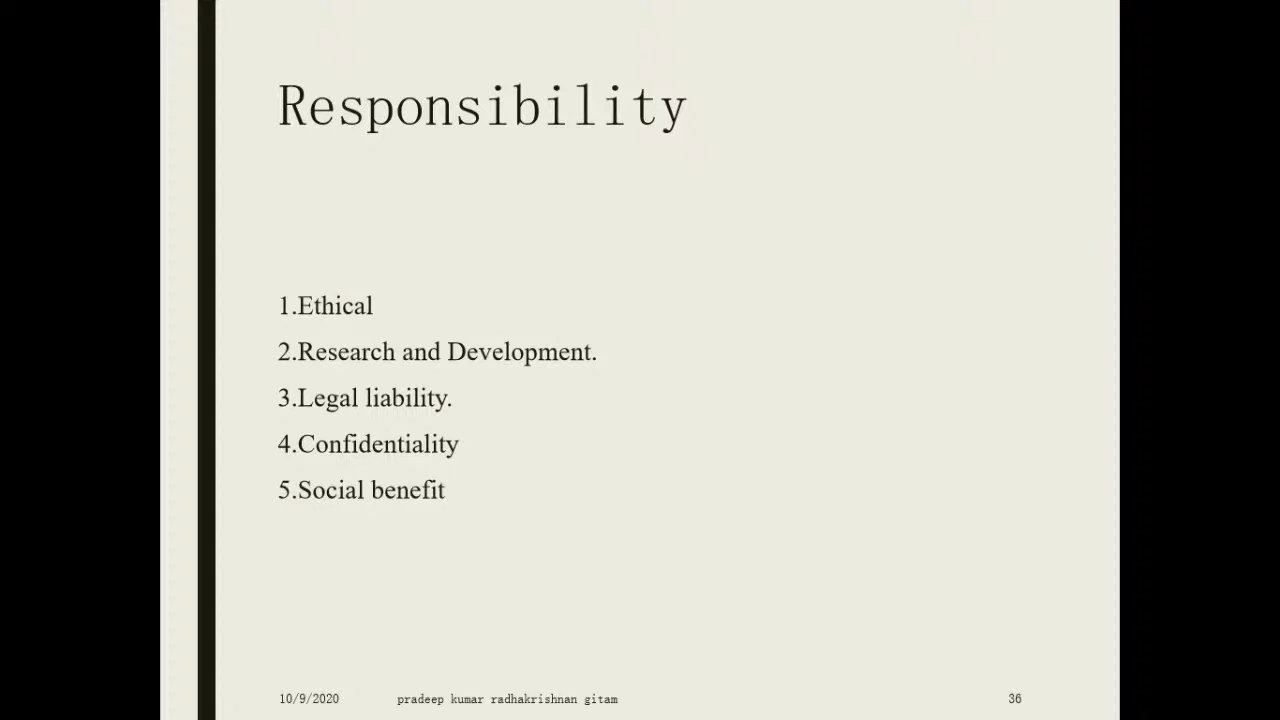 Responsibility
1.Ethical
2.Research and Development.
3.Legal liability.
4.Confidentiality
5.Social benefit
10/9/2020 pradeep kumar radhakrishnan gitam 36